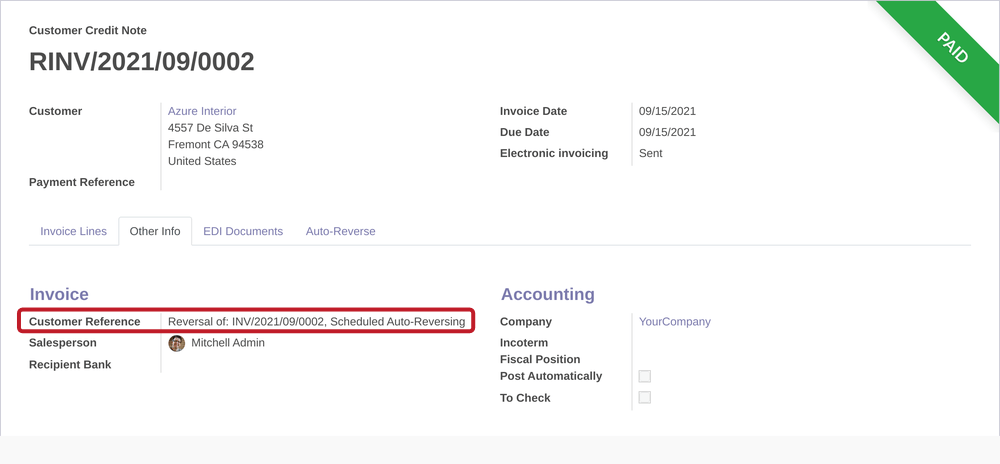 Customer Credit Note
PAID
RINV/2021/09/0002
Customer
Azure Interior
4557 De Silva St
Fremont CA 94538
United States
Payment Reference
Invoice Date 09/15/2021
Due Date 09/15/2021
Electronic invoicing Sent
Invoice Lines Other Info EDI Documents Auto-Reverse
Invoice
Customer Reference Reversal of: INV/2021/09/0002, Scheduled Auto-Reversing
Salesperson Mitchell Admin
Recipient Bank
Accounting
Company YourCompany
Incoterm
Fiscal Position
Post Automatically
To Check